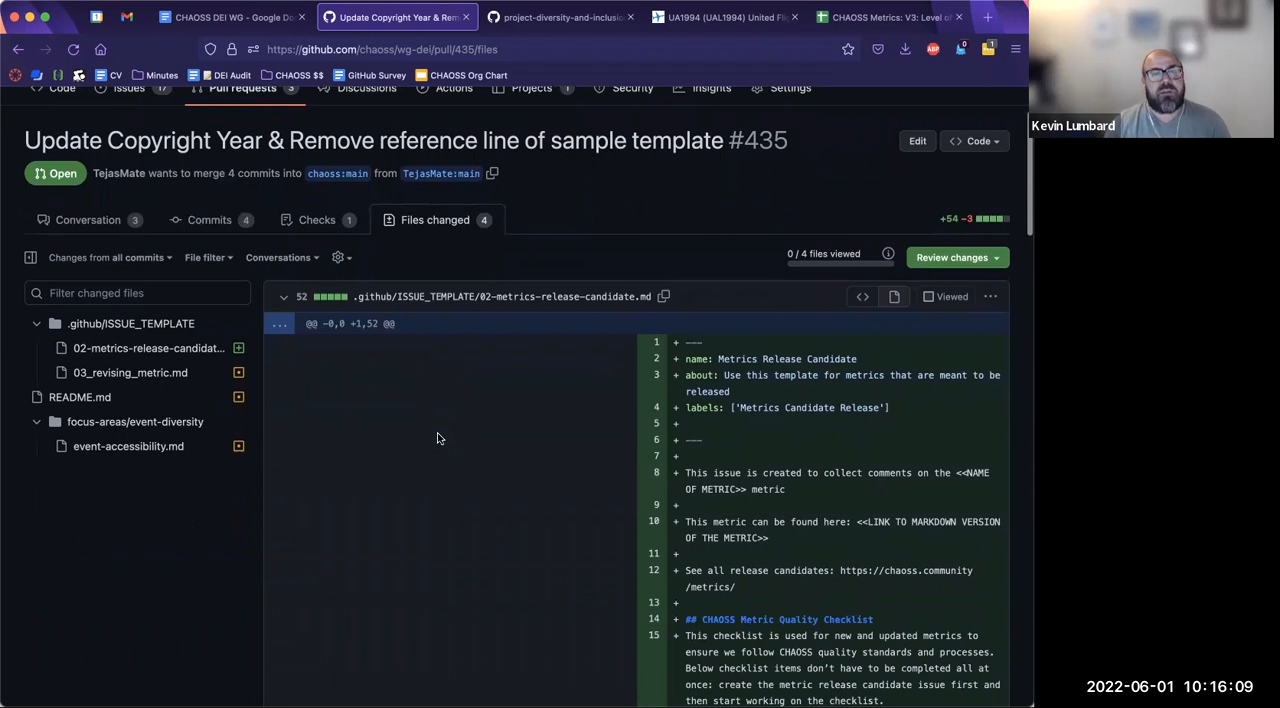 CHAOSS DEI WG - Google Do
Update Copyright Year & Rem
project-diversity-and-inclusio
UA1994 (UAL1994) United Fli
CHAOSS Metrics: V3: Level of
https://github.com/chaoss/wg-dei/pull/435/files
CV
Minutes
DEI Audit
CHAOSS $$
GitHub Survey
CHAOSS Org Chart
Code
Issues 17
Pull requests 3
Discussions
Actions
Projects 1
Security
Insights
Settings
Update Copyright Year & Remove reference line of sample template #435
Edit
Code
Open
TejasMate wants to merge 4 commits into chaoss:main from TejasMate:main
Conversation 3
Commits 4
Checks 1
Files changed 4
+54 −3
Changes from all commits
File filter
Conversations
0 / 4 files viewed
Review changes
Filter changed files
.github/ISSUE_TEMPLATE
02-metrics-release-candidat...
03_revising_metric.md
README.md
focus-areas/event-diversity
event-accessibility.md
52 .github/ISSUE_TEMPLATE/02-metrics-release-candidate.md
Viewed
... @@ -0,0 +1,52 @@
1 + ---
2 + name: Metrics Release Candidate
3 + about: Use this template for metrics that are meant to be
released
4 + labels: ['Metrics Candidate Release']
5 +
6 + ---
7 +
8 + This issue is created to collect comments on the <<NAME
OF METRIC>> metric
9 +
10 + This metric can be found here: <<LINK TO MARKDOWN VERSION
OF THE METRIC>>
11 +
12 + See all release candidates: https://chaoss.community
/metrics/
13 +
14 + ## CHAOSS Metric Quality Checklist
15 + This checklist is used for new and updated metrics to
ensure we follow CHAOSS quality standards and processes.
Below checklist items don't have to be completed all at
once: create the metric release candidate issue first and
then start working on the checklist.
Kevin Lumbard
2022-06-01 10:16:09